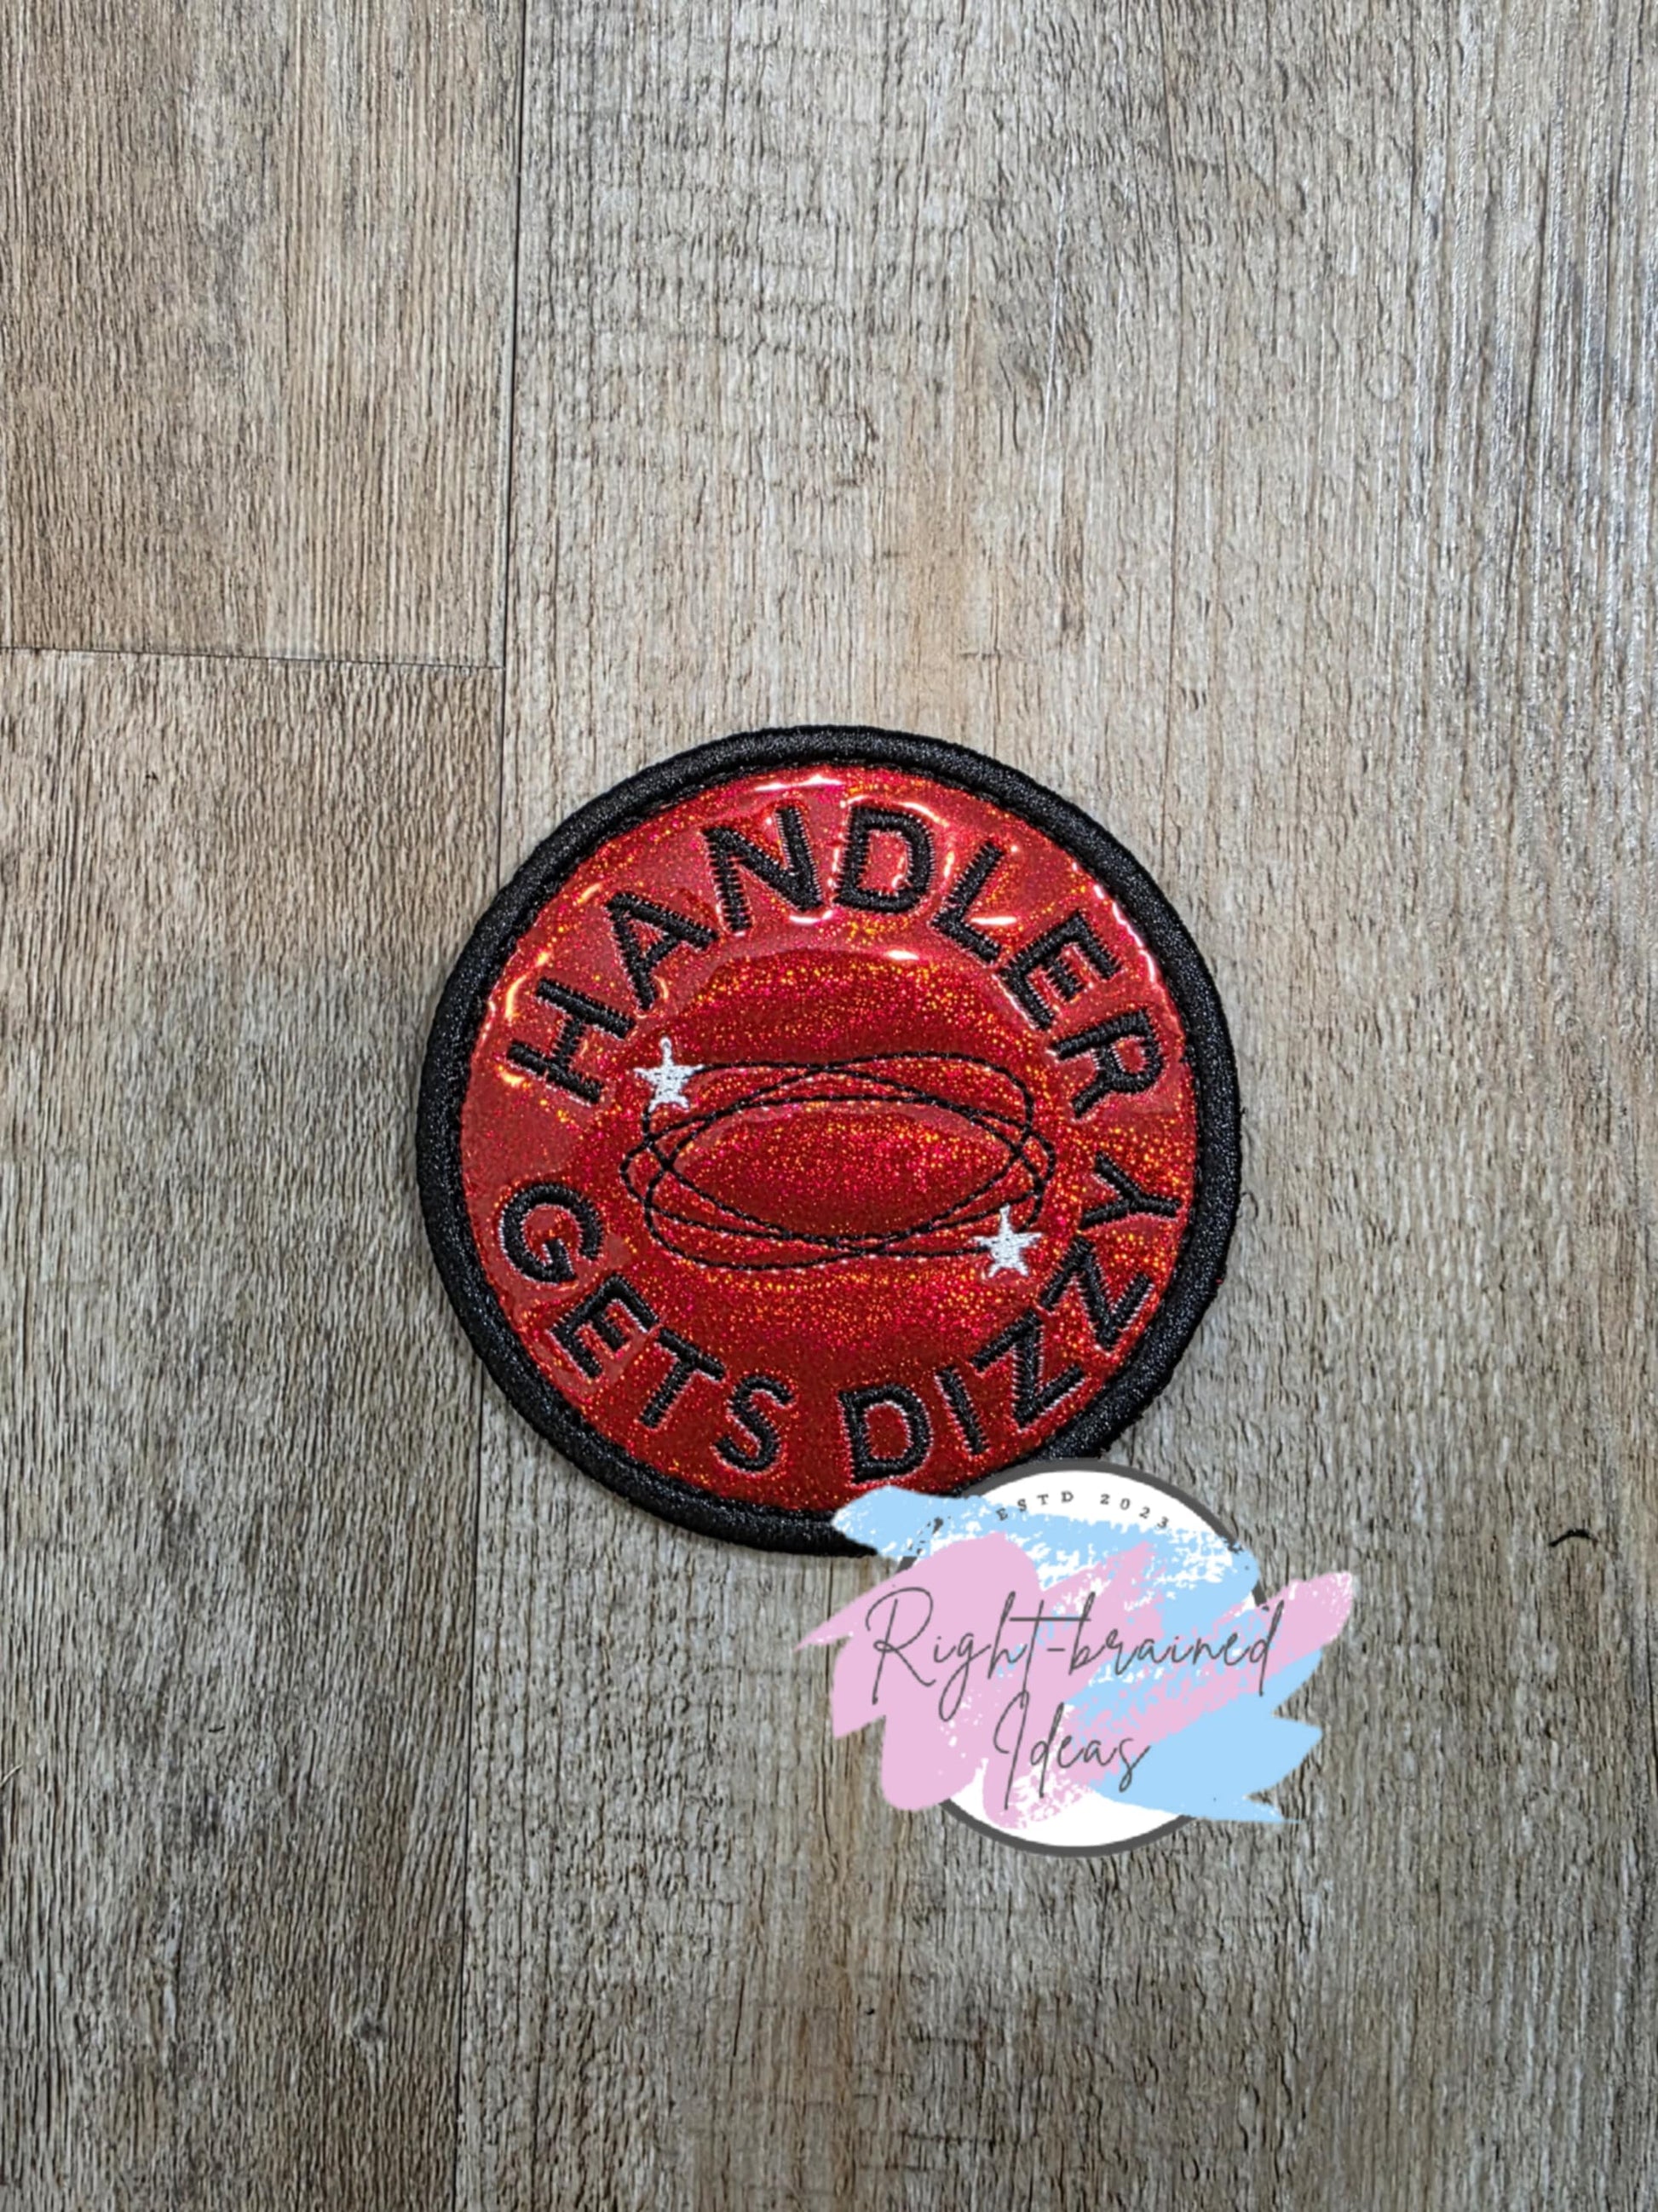 HANDLER
GETS DIZZY
ESTD 2023
Right-brained
Ideas